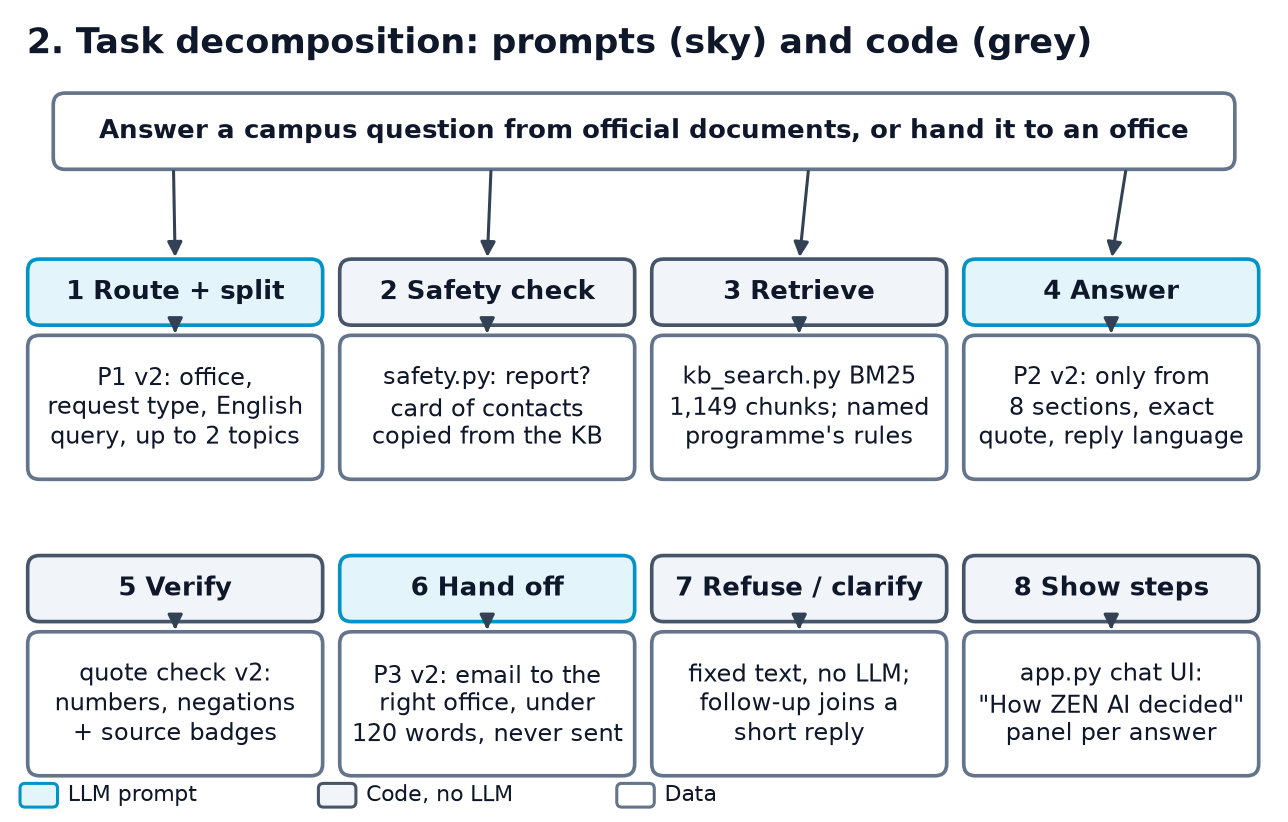 2. Task decomposition: prompts (sky) and code (grey)
Answer a campus question from official documents, or hand it to an office
1 Route + split
2 Safety check
3 Retrieve
4 Answer
P1 v2: office,
request type, English
query, up to 2 topics
safety.py: report?
card of contacts
copied from the KB
kb_search.py BM25
1,149 chunks; named
programme's rules
P2 v2: only from
8 sections, exact
quote, reply language
5 Verify
6 Hand off
7 Refuse / clarify
8 Show steps
quote check v2:
numbers, negations
+ source badges
P3 v2: email to the
right office, under
120 words, never sent
fixed text, no LLM;
follow-up joins a
short reply
app.py chat UI:
"How ZEN AI decided"
panel per answer
LLM prompt
Code, no LLM
Data